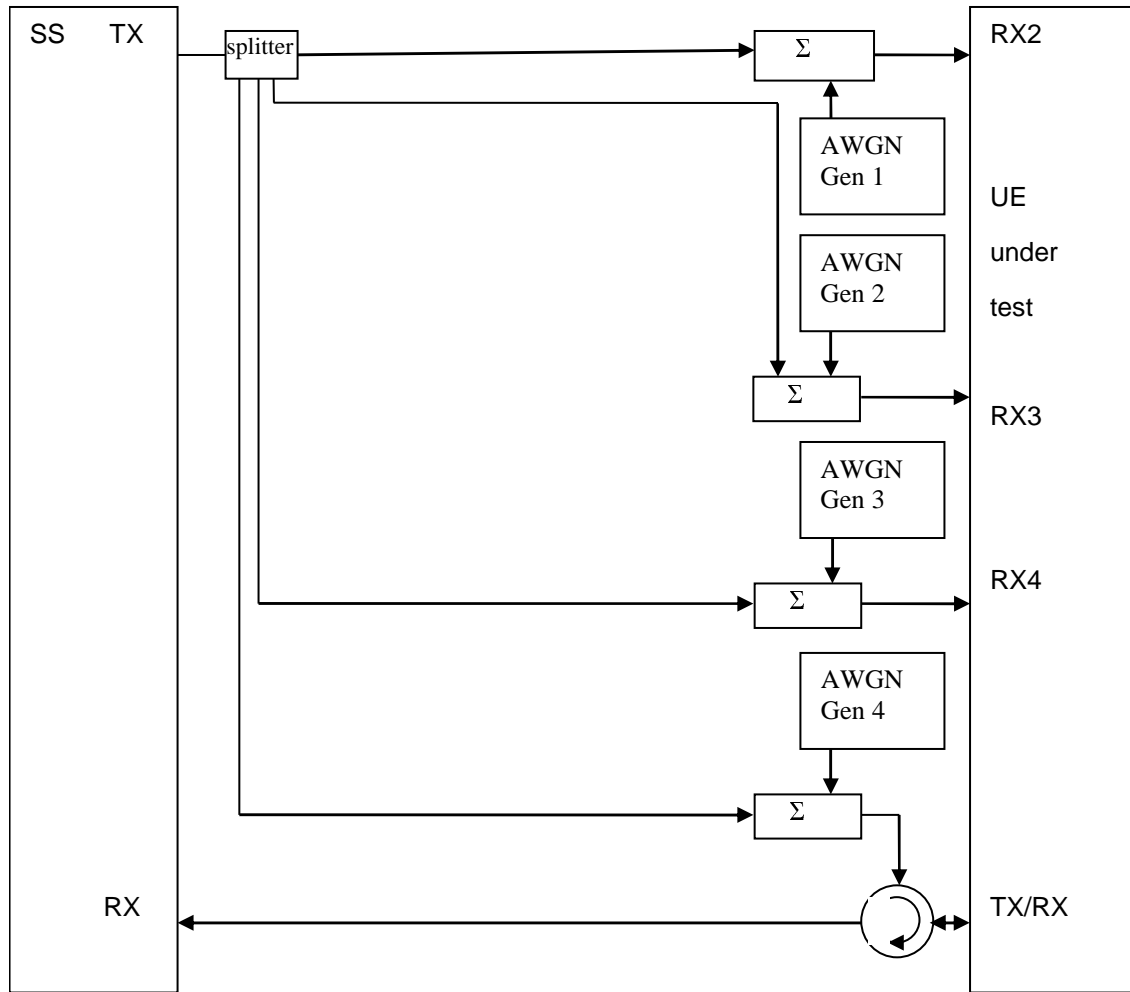 SS TX
splitter
Σ
RX2
AWGN
Gen 1
UE
under
test
AWGN
Gen 2
Σ
RX3
AWGN
Gen 3
Σ
RX4
AWGN
Gen 4
Σ
RX
TX/RX